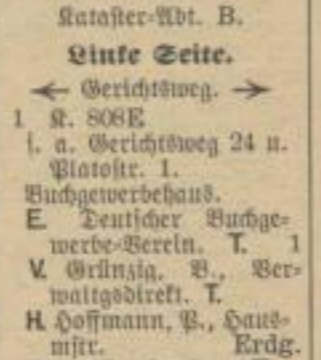 Kataster-Abt. B.
Linke Seite.
← Gerichtsweg. →
1 K. 808E
s. a. Gerichtsweg 24 u.
Platostr. 1.
Buchgewerbehaus.
E. Deutscher Buchge-
werbe-Verein. T. 1
V. Grünzig, B., Ver-
waltgsdirekt. T.
H. Hoffmann, P., Haus-
mstr. Erdg.